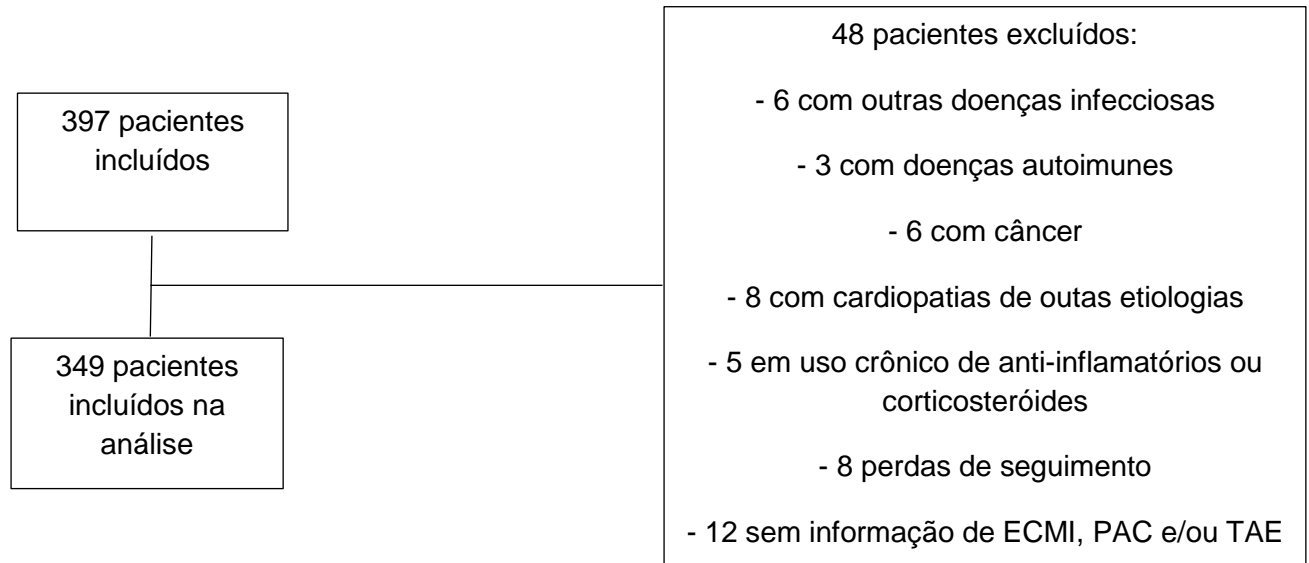 397 pacientes
incluídos
349 pacientes
incluídos na
análise
48 pacientes excluídos:
- 6 com outras doenças infecciosas
- 3 com doenças autoimunes
- 6 com câncer
- 8 com cardiopatias de outas etiologias
- 5 em uso crônico de anti-inflamatórios ou
corticosteróides
- 8 perdas de seguimento
- 12 sem informação de ECMI, PAC e/ou TAE